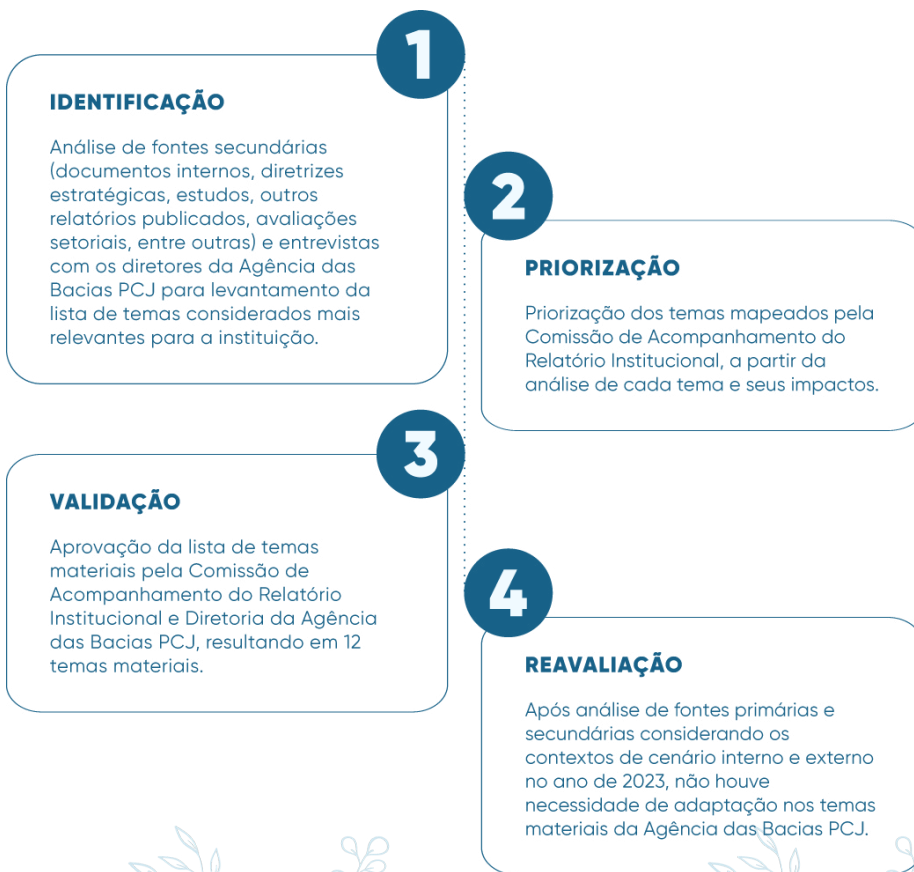 1
IDENTIFICAÇÃO
Análise de fontes secundárias
(documentos internos, diretrizes
estratégicas, estudos, outros
relatórios publicados, avaliações
setoriais, entre outras) e entrevistas
com os diretores da Agência das
Bacias PCJ para levantamento da
lista de temas considerados mais
relevantes para a instituição.
2
PRIORIZAÇÃO
Priorização dos temas mapeados pela
Comissão de Acompanhamento do
Relatório Institucional, a partir da
análise de cada tema e seus impactos.
3
VALIDAÇÃO
Aprovação da lista de temas
materiais pela Comissão de
Acompanhamento do Relatório
Institucional e Diretoria da Agência
das Bacias PCJ, resultando em 12
temas materiais.
4
REAVALIAÇÃO
Após análise de fontes primárias e
secundárias considerando os
contextos de cenário interno e externo
no ano de 2023, não houve
necessidade de adaptação nos temas
materiais da Agência das Bacias PCJ.